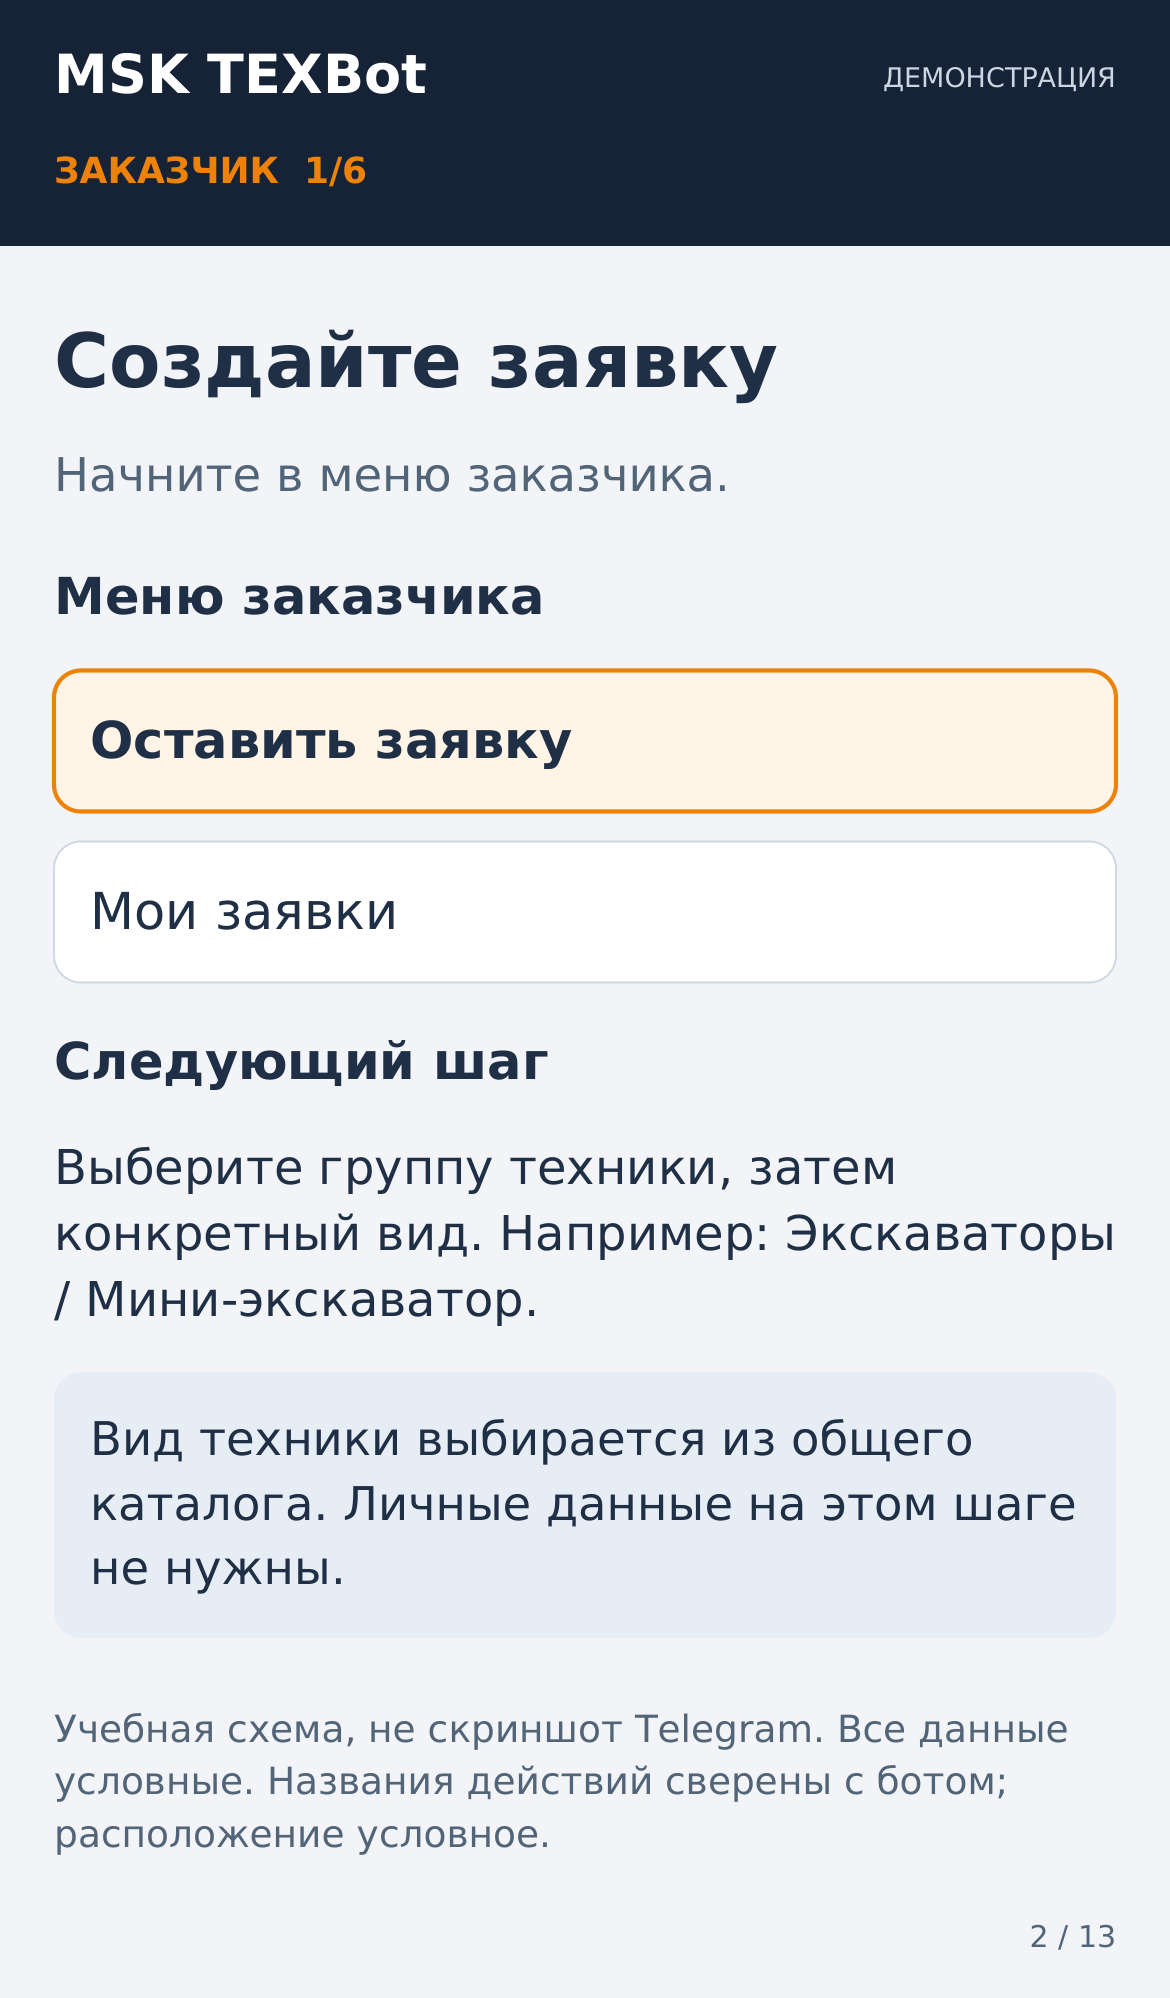 MSK TEXBot
ДЕМОНСТРАЦИЯ
ЗАКАЗЧИК 1/6
Создайте заявку
Начните в меню заказчика.
Меню заказчика
Оставить заявку
Мои заявки
Следующий шаг
Выберите группу техники, затем
конкретный вид. Например: Экскаваторы
/ Мини-экскаватор.
Вид техники выбирается из общего
каталога. Личные данные на этом шаге
не нужны.
Учебная схема, не скриншот Telegram. Все данные
условные. Названия действий сверены с ботом;
расположение условное.
2 / 13